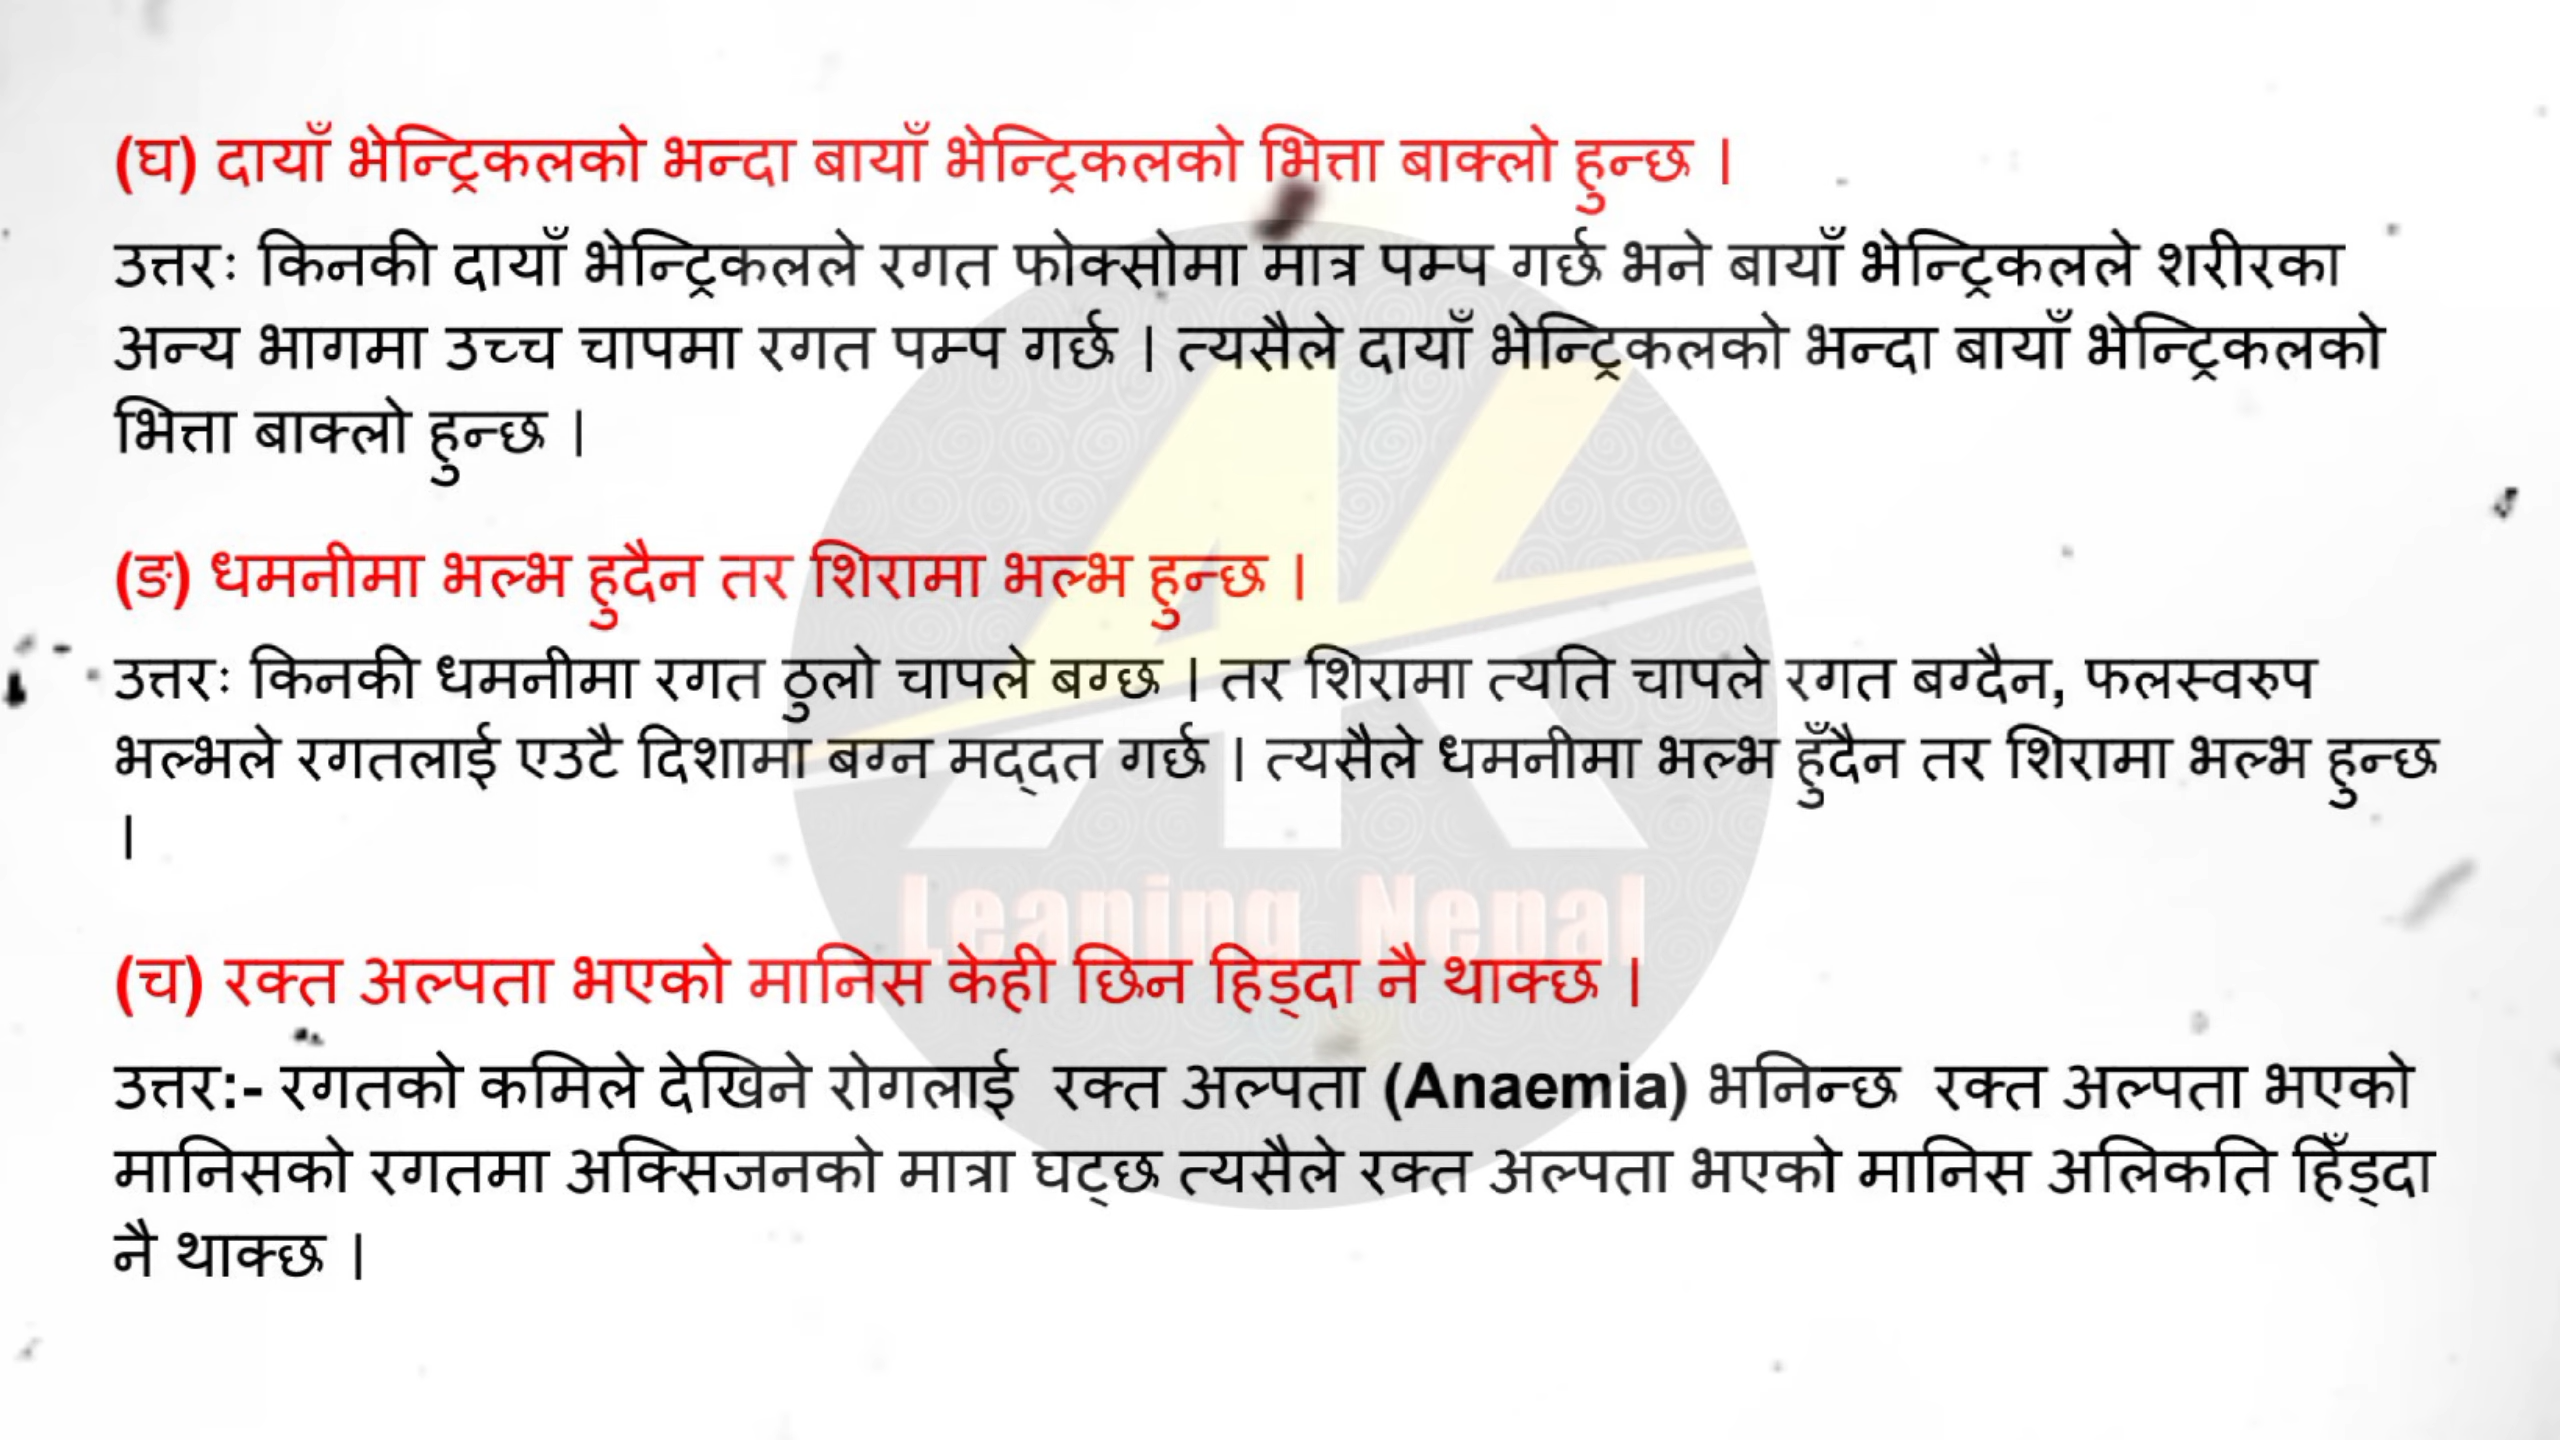 (घ) दायाँ भेन्ट्रिकलको भन्दा बायाँ भेन्ट्रिकलको भित्ता बाक्लो हुन्छ ।
उत्तरः किनकी दायाँ भेन्ट्रिकलले रगत फोक्सोमा मात्र पम्प गर्छ भने बायाँ भेन्ट्रिकलले शरीरका
अन्य भागमा उच्च चापमा रगत पम्प गर्छ । त्यसैले दायाँ भेन्ट्रिकलको भन्दा बायाँ भेन्ट्रिकलको
भित्ता बाक्लो हुन्छ ।
(ङ) धमनीमा भल्भ हुदैन तर शिरामा भल्भ हुन्छ ।
उत्तरः किनकी धमनीमा रगत ठुलो चापले बग्छ । तर शिरामा त्यति चापले रगत बग्दैन, फलस्वरुप
भल्भले रगतलाई एउटै दिशामा बग्न मद्दत गर्छ । त्यसैले धमनीमा भल्भ हुँदैन तर शिरामा भल्भ हुन्छ
।
Leaning Nepal
(च) रक्त अल्पता भएको मानिस केही छिन हिड्दा नै थाक्छ ।
उत्तर:- रगतको कमिले देखिने रोगलाई रक्त अल्पता (Anaemia) भनिन्छ रक्त अल्पता भएको
मानिसको रगतमा अक्सिजनको मात्रा घट्छ त्यसैले रक्त अल्पता भएको मानिस अलिकति हिँड्दा
नै थाक्छ ।